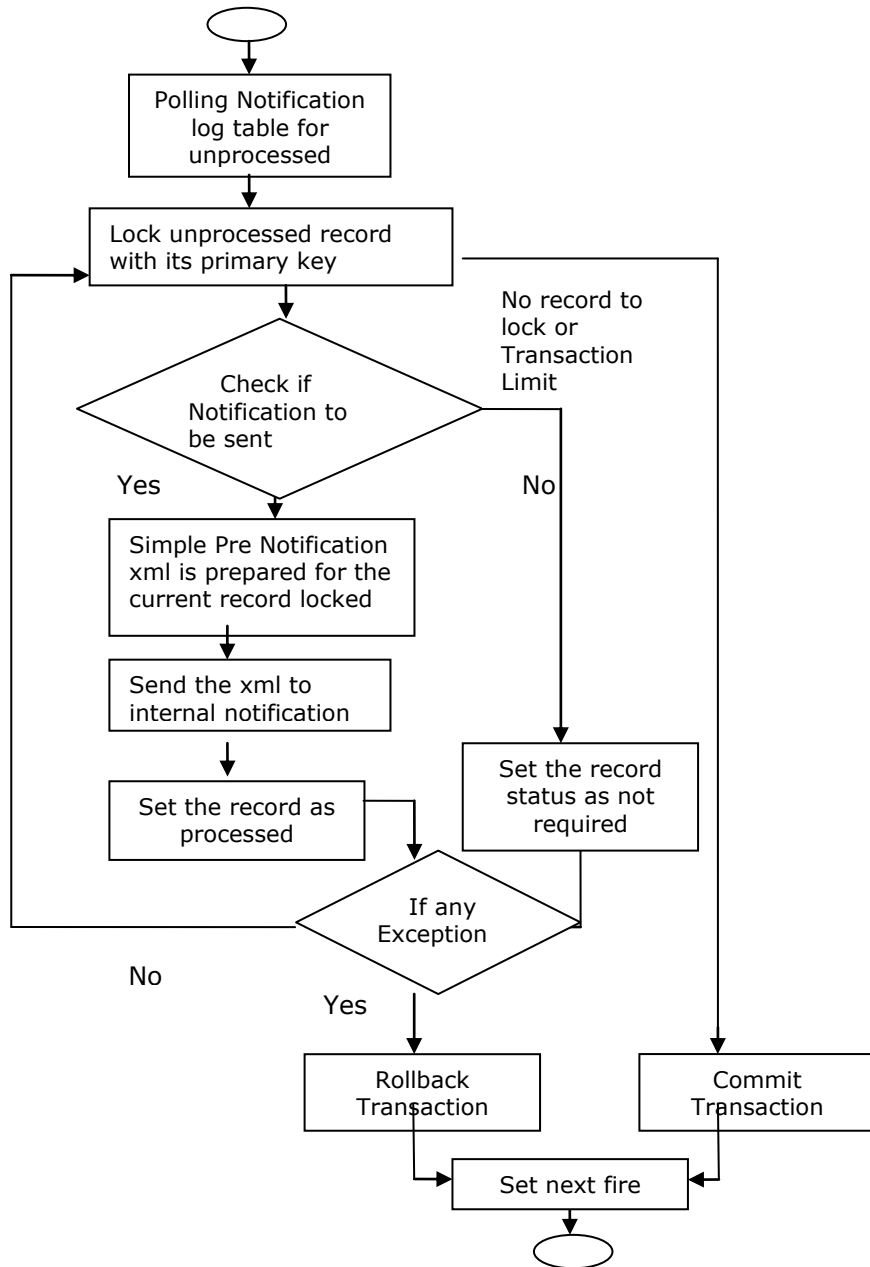 Polling Notification
log table for
unprocessed
Lock unprocessed record
with its primary key
No record to
lock or
Transaction
Limit
Check if
Notification to
be sent
Yes
No
Simple Pre Notification
xml is prepared for the
current record locked
Send the xml to
internal notification
Set the record as
processed
Set the record
status as not
required
If any
Exception
No
Yes
Rollback
Transaction
Commit
Transaction
Set next fire